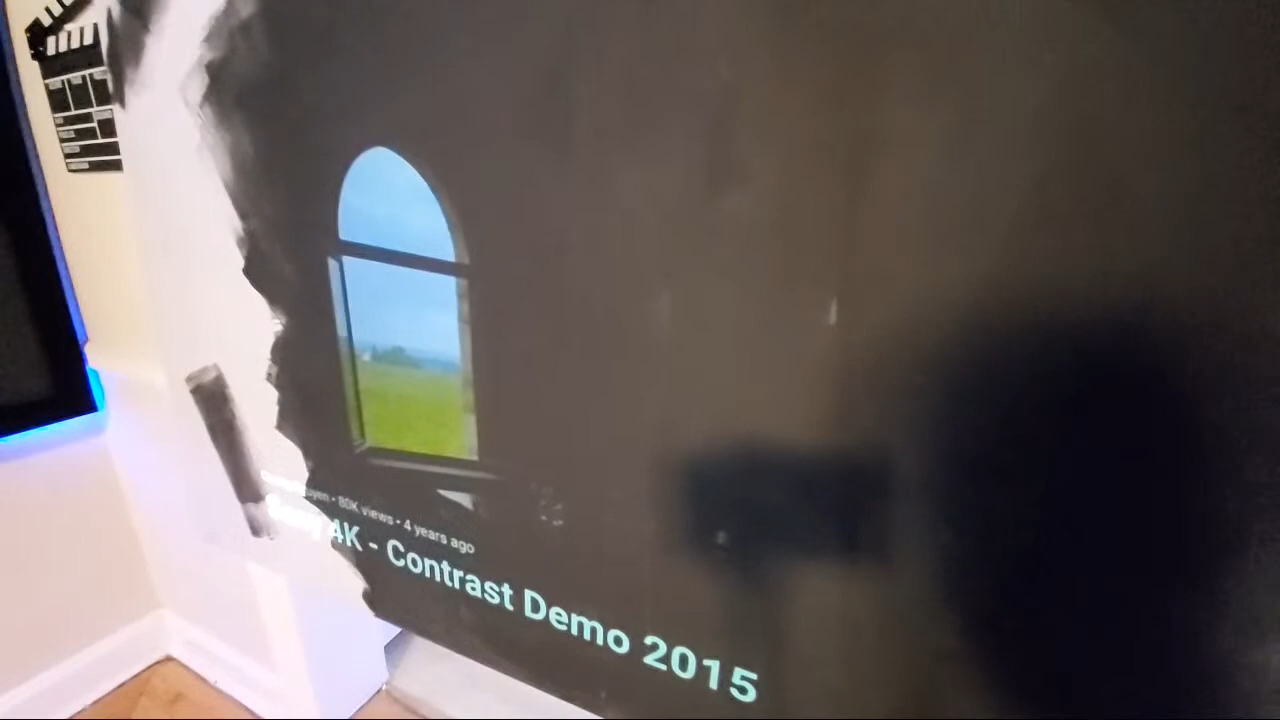 80K views • 4 years ago
4K - Contrast Demo 2015